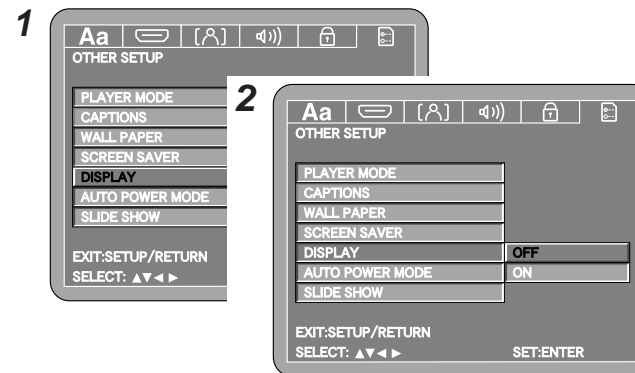 1
Aa
OTHER SETUP
PLAYER MODE
CAPTIONS
WALL PAPER
SCREEN SAVER
DISPLAY
AUTO POWER MODE
SLIDE SHOW
EXIT:SETUP/RETURN
SELECT: ▲▼◄►
2
Aa
OTHER SETUP
PLAYER MODE
CAPTIONS
WALL PAPER
SCREEN SAVER
DISPLAY OFF
AUTO POWER MODE ON
SLIDE SHOW
EXIT:SETUP/RETURN
SELECT: ▲▼◄► SET:ENTER